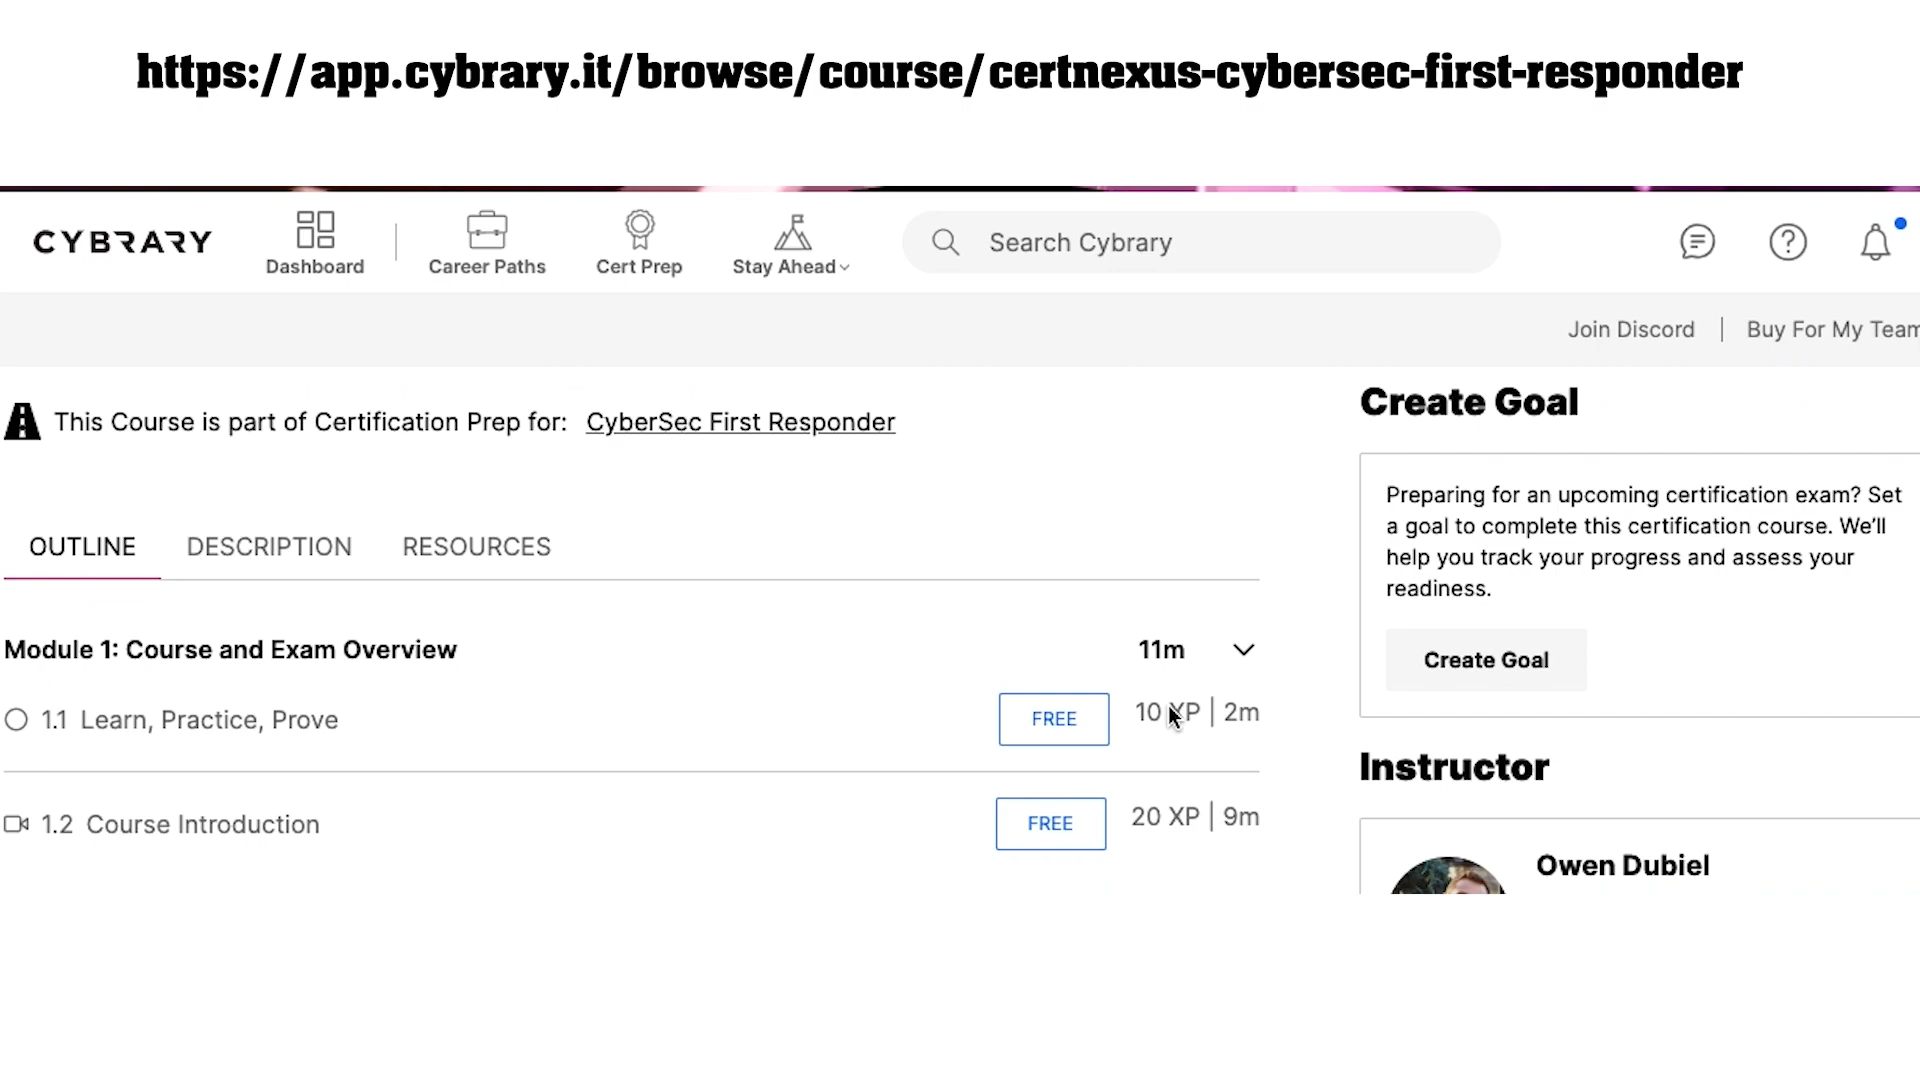 https://app.cybrary.it/browse/course/certnexus-cybersec-first-responder
CYBRARY
Dashboard
Career Paths
Cert Prep
Stay Ahead
Search Cybrary
Join Discord | Buy For My Team
This Course is part of Certification Prep for: CyberSec First Responder
OUTLINE
DESCRIPTION
RESOURCES
Module 1: Course and Exam Overview
11m
1.1 Learn, Practice, Prove
FREE
10 XP | 2m
1.2 Course Introduction
FREE
20 XP | 9m
Create Goal
Preparing for an upcoming certification exam? Set
a goal to complete this certification course. We'll
help you track your progress and assess your
readiness.
Create Goal
Instructor
Owen Dubiel